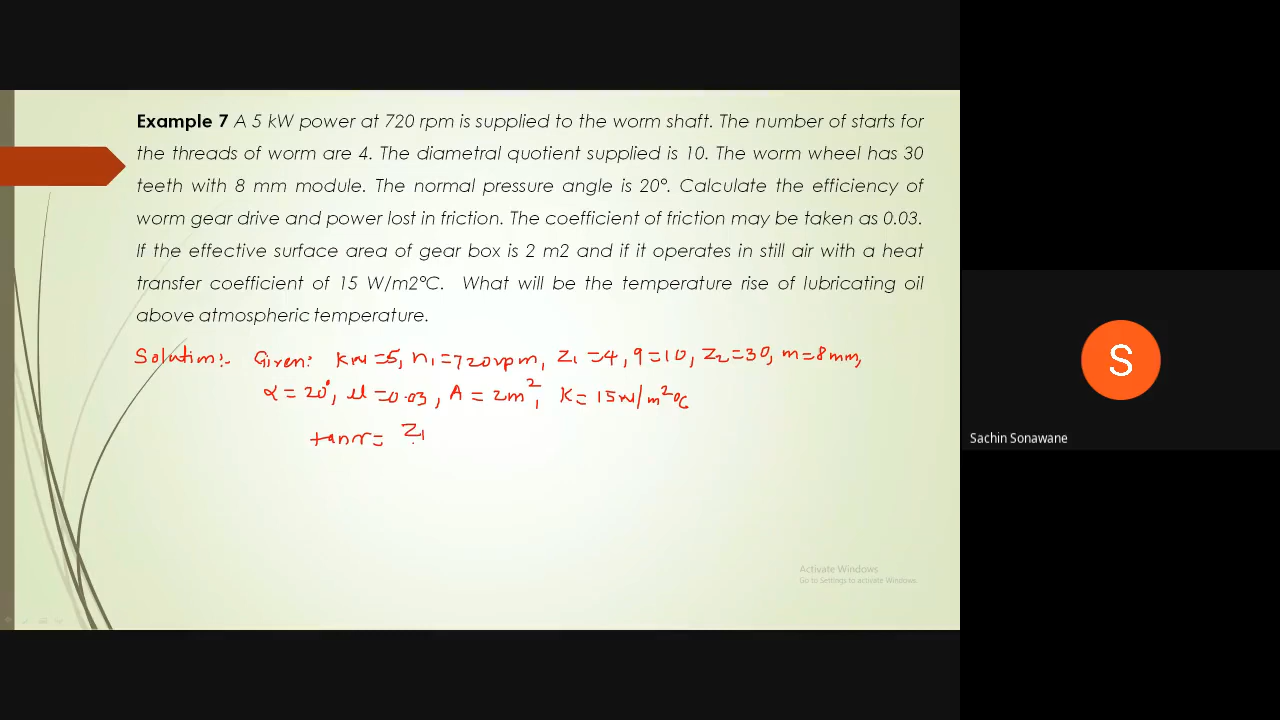 Example 7 A 5 kW power at 720 rpm is supplied to the worm shaft. The number of starts for
the threads of worm are 4. The diametral quotient supplied is 10. The worm wheel has 30
teeth with 8 mm module. The normal pressure angle is 20°. Calculate the efficiency of
worm gear drive and power lost in friction. The coefficient of friction may be taken as 0.03.
If the effective surface area of gear box is 2 m2 and if it operates in still air with a heat
transfer coefficient of 15 W/m2°C. What will be the temperature rise of lubricating oil
above atmospheric temperature.
Solution:- Given: KW = 5, n1 = 720 rpm, Z1 = 4, q = 10, Z2 = 30, m = 8 mm,
α = 20°, μ = 0.03, A = 2m², K = 15 W/m²°C
tanγ = Z1
Activate Windows
Go to Settings to activate Windows.
S
Sachin Sonawane